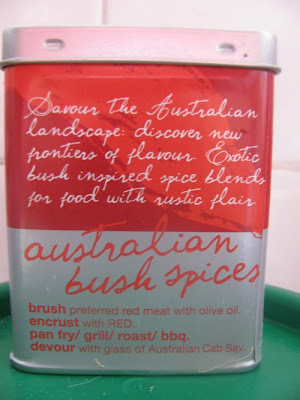 Savour the Australian
landscape: discover new
frontiers of flavour. Exotic
bush inspired spice blends
for food with rustic flair
australian
bush spices
brush preferred red meat with olive oil.
encrust with RED.
pan fry/ grill/ roast/ bbq.
devour with glass of Australian Cab Sav.